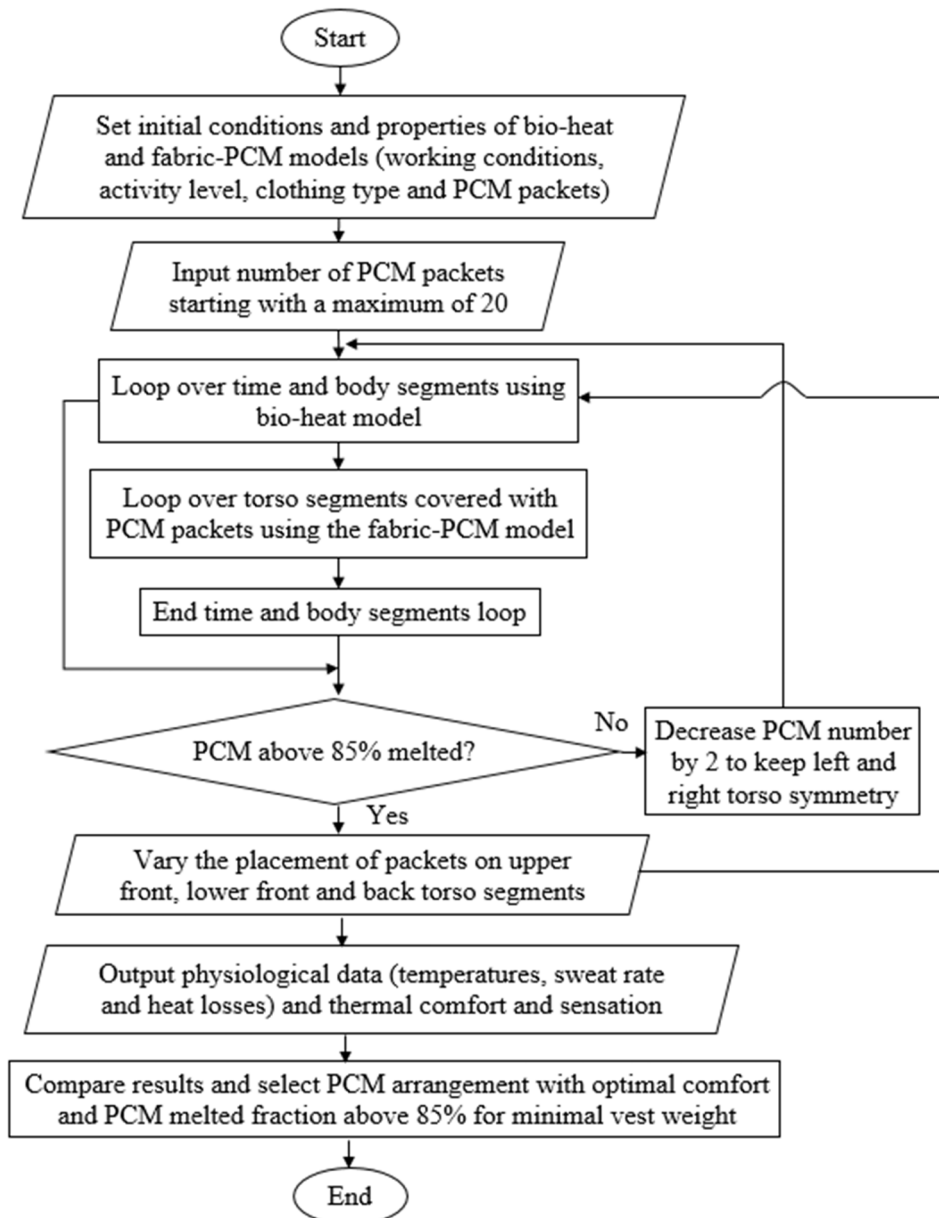 Start
Set initial conditions and properties of bio-heat
and fabric-PCM models (working conditions,
activity level, clothing type and PCM packets)
Input number of PCM packets
starting with a maximum of 20
Loop over time and body segments using
bio-heat model
Loop over torso segments covered with
PCM packets using the fabric-PCM model
End time and body segments loop
PCM above 85% melted?
No
Decrease PCM number
by 2 to keep left and
right torso symmetry
Yes
Vary the placement of packets on upper
front, lower front and back torso segments
Output physiological data (temperatures, sweat rate
and heat losses) and thermal comfort and sensation
Compare results and select PCM arrangement with optimal comfort
and PCM melted fraction above 85% for minimal vest weight
End